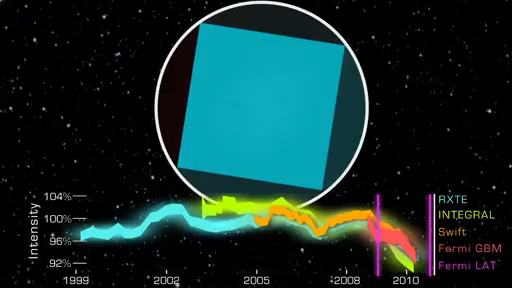 104%
100%
96%
92%
Intensity
1999
2002
2005
2008
2010
RXTE
INTEGRAL
Swift
Fermi GBM
Fermi LAT